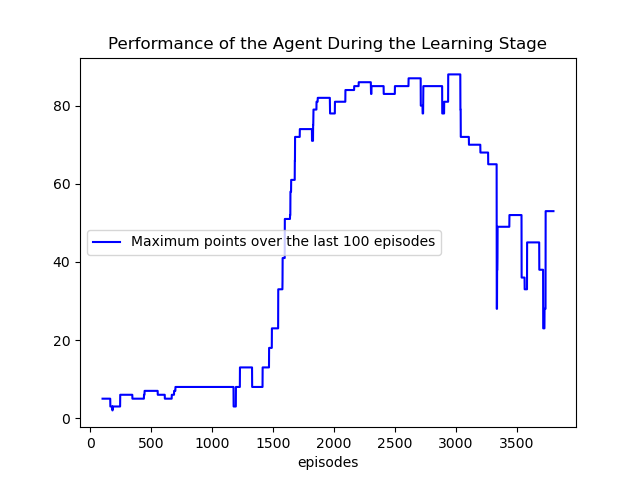 Performance of the Agent During the Learning Stage
80
60
Maximum points over the last 100 episodes
40
20
0
0 500 1000 1500 2000 2500 3000 3500
episodes